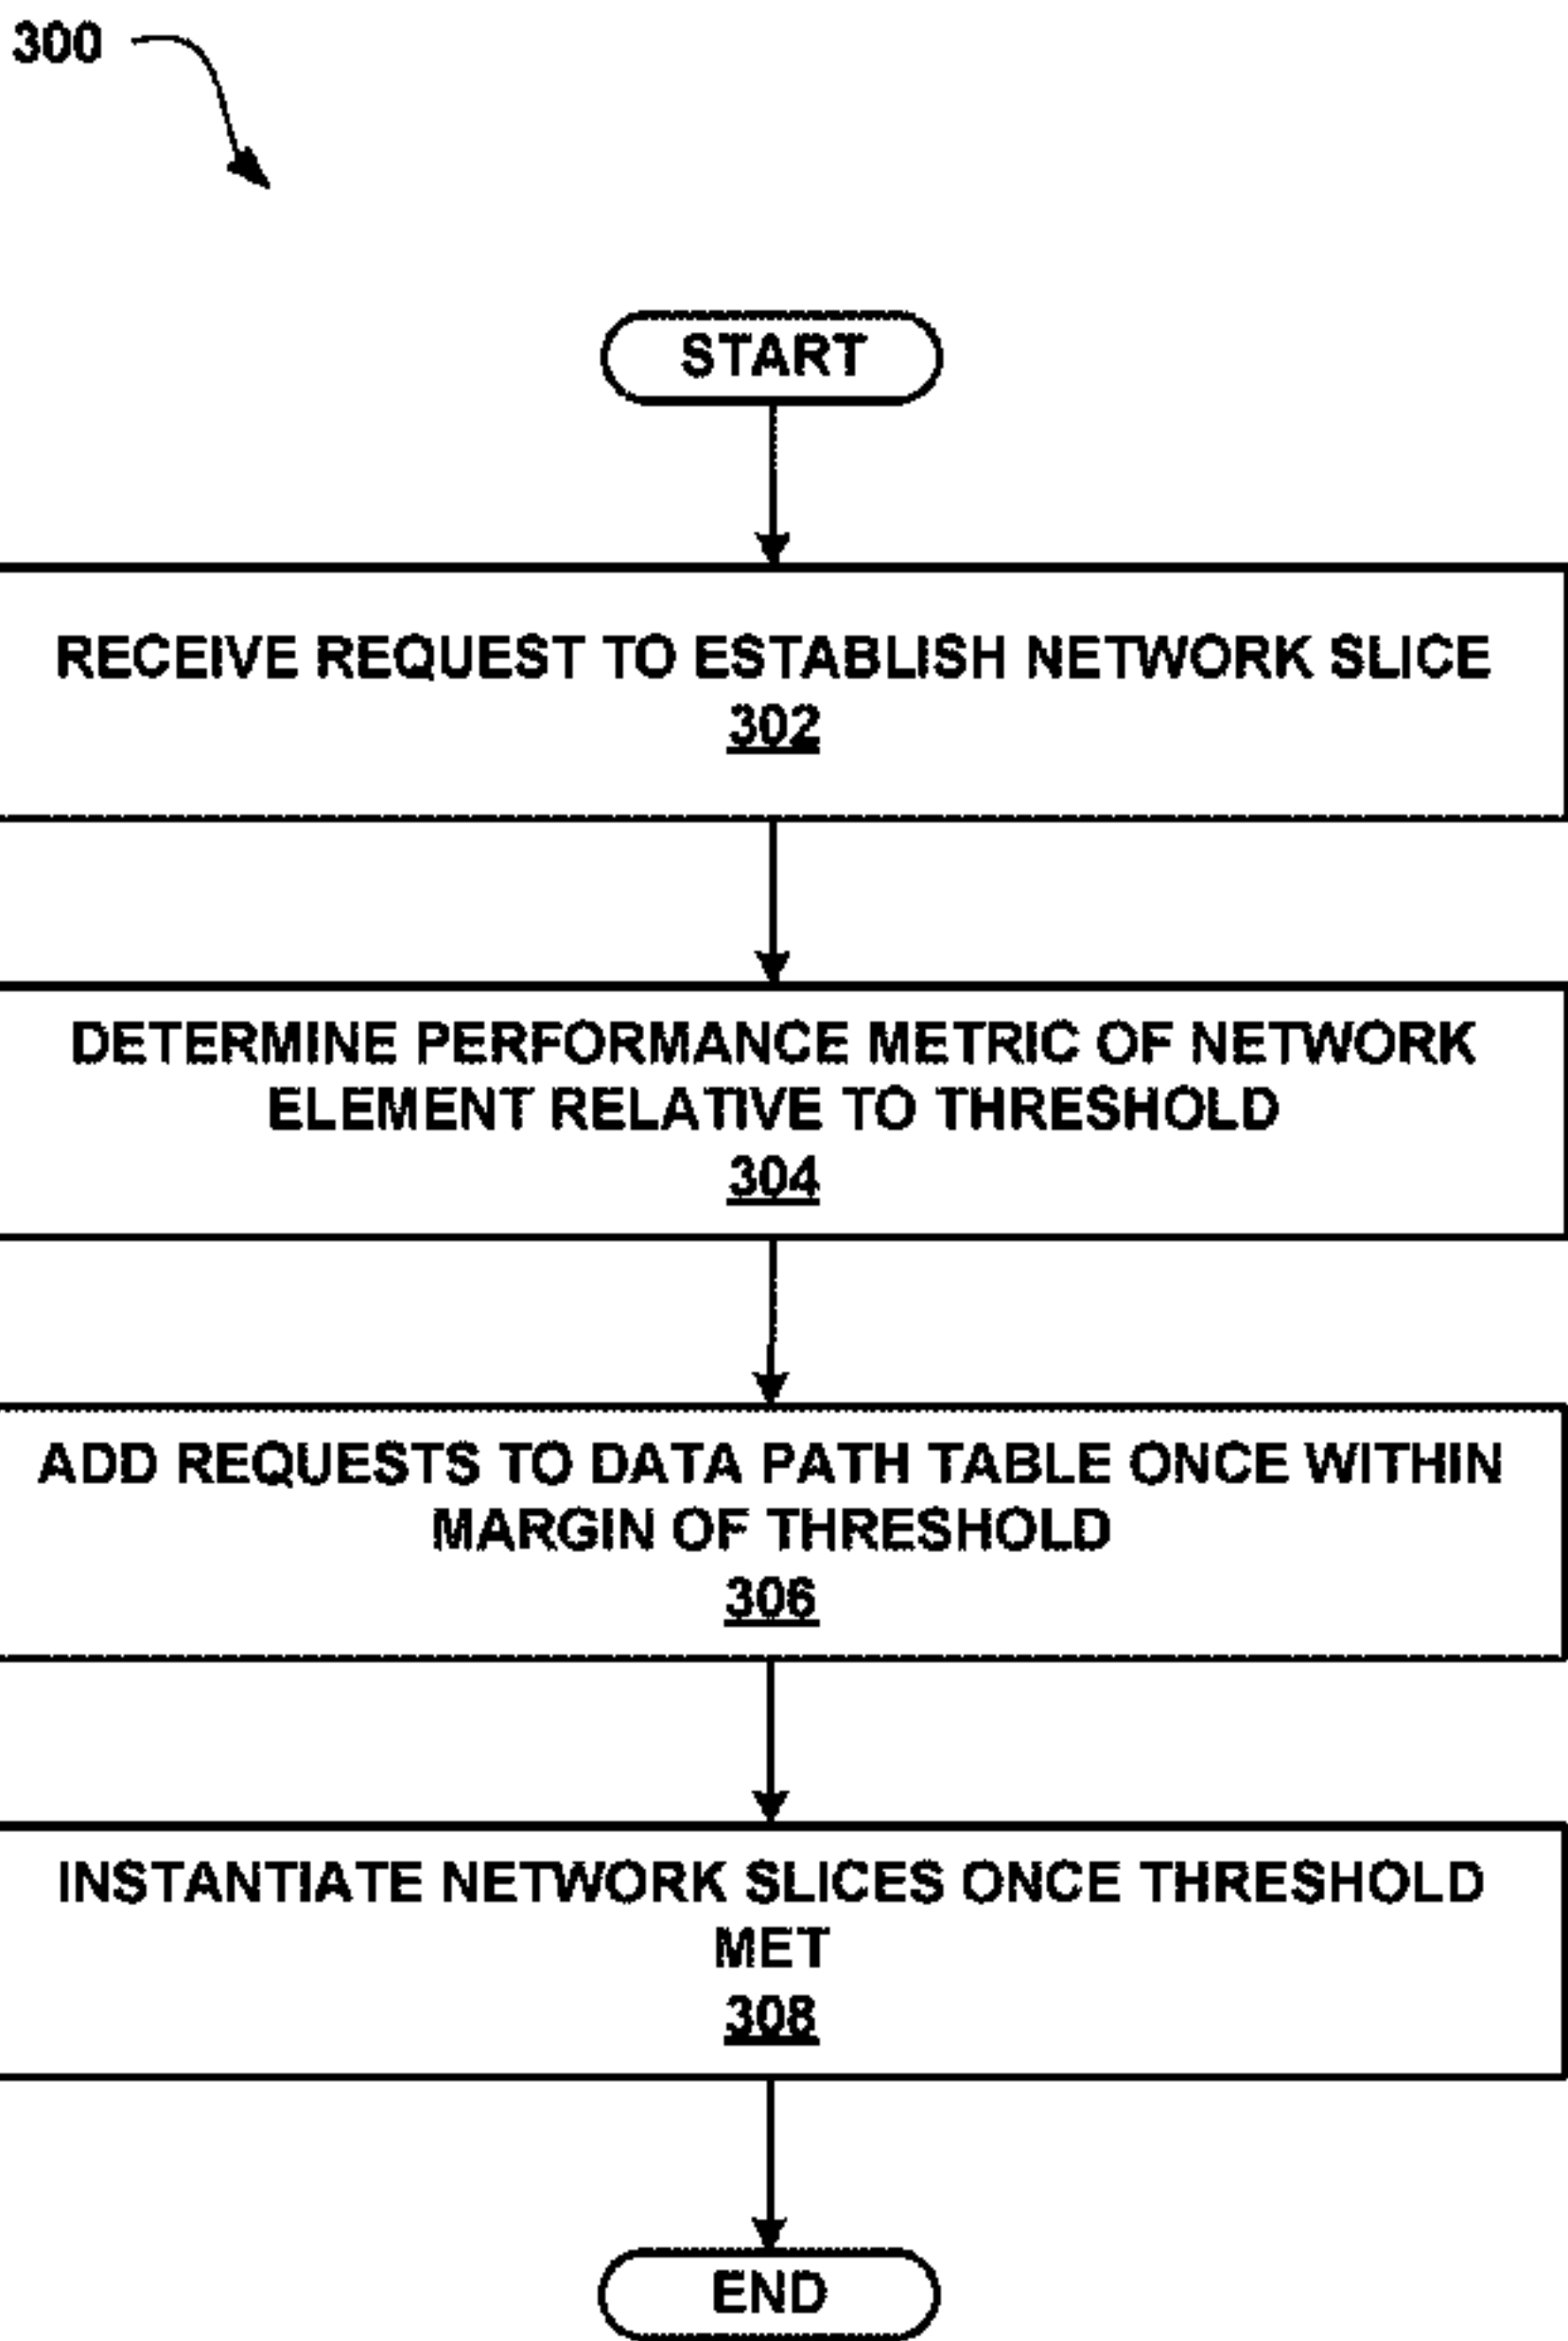 300
START
RECEIVE REQUEST TO ESTABLISH NETWORK SLICE
302
DETERMINE PERFORMANCE METRIC OF NETWORK
ELEMENT RELATIVE TO THRESHOLD
304
ADD REQUESTS TO DATA PATH TABLE ONCE WITHIN
MARGIN OF THRESHOLD
306
INSTANTIATE NETWORK SLICES ONCE THRESHOLD
MET
308
END